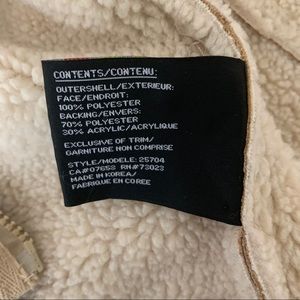 CONTENTS/CONTENU:
OUTERSHELL/EXTERIEUR:
FACE/ENDROIT:
100% POLYESTER
BACKING/ENVERS:
70% POLYESTER
30% ACRYLIC/ACRYLIQUE
EXCLUSIVE OF TRIM/
GARNITURE NON COMPRISE
STYLE/MODELE: 25704
CA#07653 RN#73023
MADE IN KOREA/
FABRIQUE EN COREE